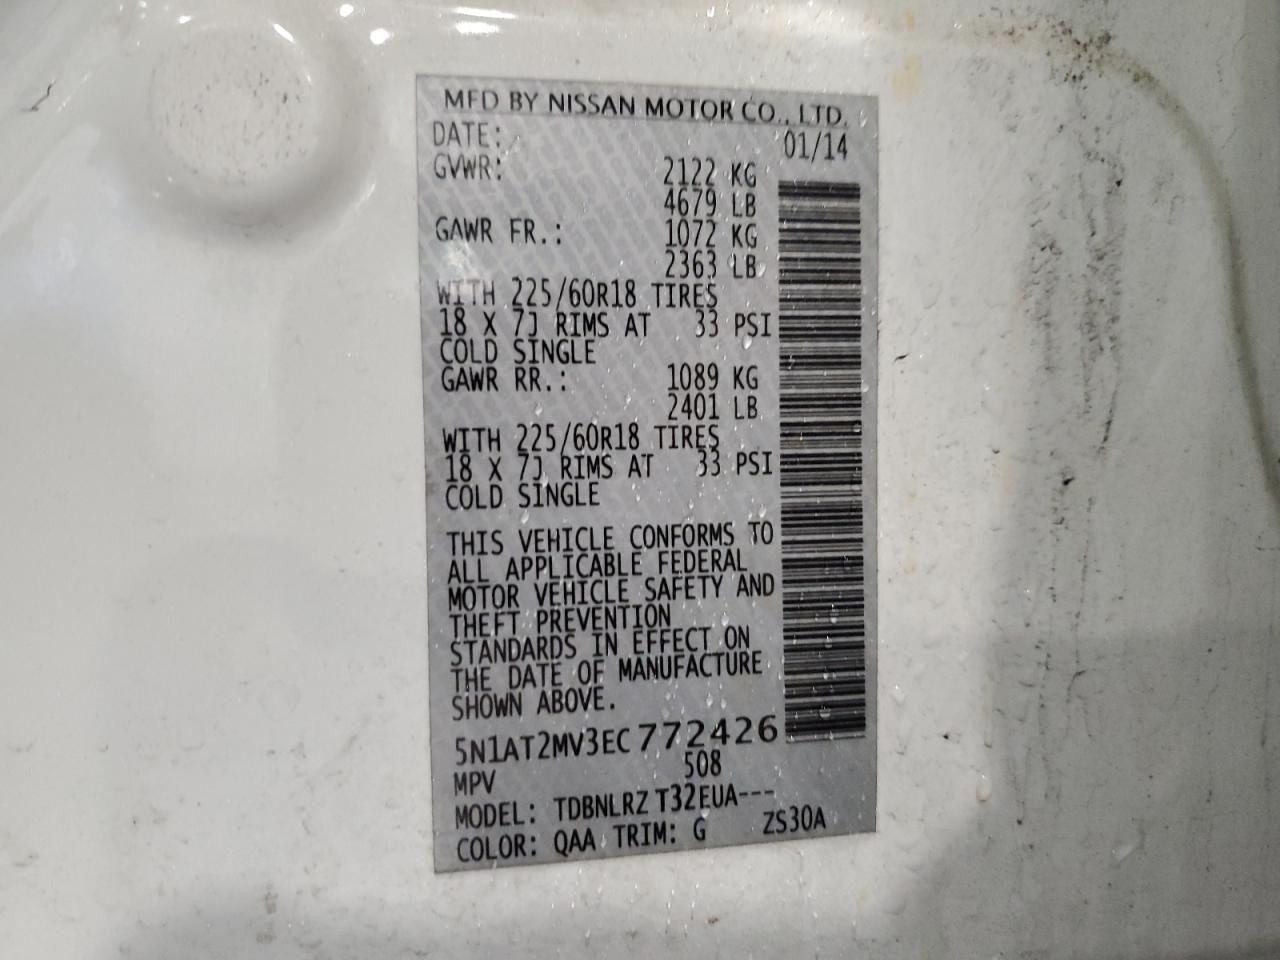 MFD BY NISSAN MOTOR CO., LTD.
DATE: 01/14
GVWR: 2122 KG
4679 LB
GAWR FR.: 1072 KG
2363 LB
WITH 225/60R18 TIRES
18 X 7J RIMS AT 33 PSI
COLD SINGLE
GAWR RR.: 1089 KG
2401 LB
WITH 225/60R18 TIRES
18 X 7J RIMS AT 33 PSI
COLD SINGLE
THIS VEHICLE CONFORMS TO
ALL APPLICABLE FEDERAL
MOTOR VEHICLE SAFETY AND
THEFT PREVENTION
STANDARDS IN EFFECT ON
THE DATE OF MANUFACTURE
SHOWN ABOVE.
5N1AT2MV3EC772426
MPV 508
MODEL: TDBNLRZ T32EUA---
COLOR: QAA TRIM: G ZS30A